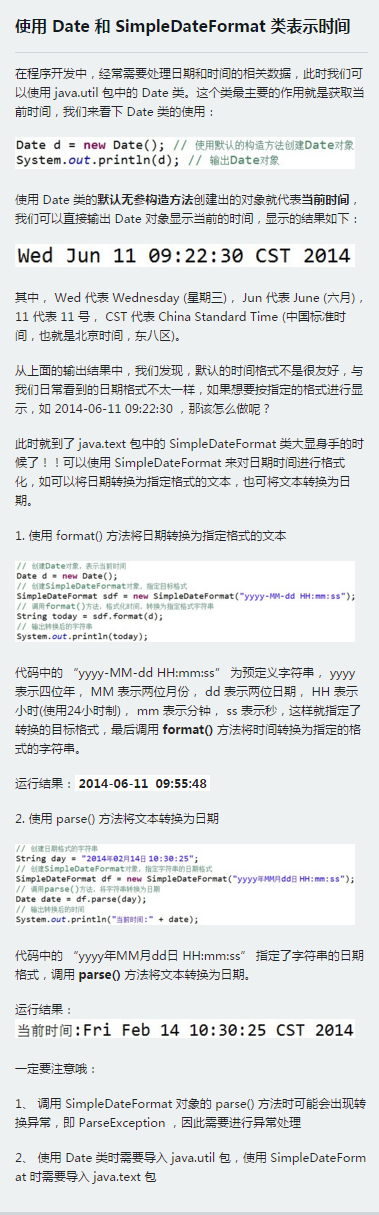 使用 Date 和 SimpleDateFormat 类表示时间
在程序开发中，经常需要处理日期和时间的相关数据，此时我们可
以使用 java.util 包中的 Date 类。这个类最主要的作用就是获取当
前时间，我们来看下 Date 类的使用：
Date d = new Date(); // 使用默认的构造方法创建Date对象
System.out.println(d); // 输出Date对象
使用 Date 类的默认无参构造方法创建出的对象就代表当前时间，
我们可以直接输出 Date 对象显示当前的时间，显示的结果如下：
Wed Jun 11 09:22:30 CST 2014
其中， Wed 代表 Wednesday (星期三)， Jun 代表 June (六月)，
11 代表 11 号， CST 代表 China Standard Time (中国标准时
间，也就是北京时间，东八区)。
从上面的输出结果中，我们发现，默认的时间格式不是很友好，与
我们日常看到的日期格式不太一样，如果想要按指定的格式进行显
示，如 2014-06-11 09:22:30 ，那该怎么做呢？
此时就到了 java.text 包中的 SimpleDateFormat 类大显身手的时
候了！！可以使用 SimpleDateFormat 来对日期时间进行格式
化，如可以将日期转换为指定格式的文本，也可将文本转换为日
期。
1. 使用 format() 方法将日期转换为指定格式的文本
// 创建Date对象，表示当前时间
Date d = new Date();
// 创建SimpleDateFormat对象，指定目标格式
SimpleDateFormat sdf = new SimpleDateFormat("yyyy-MM-dd HH:mm:ss");
// 调用format()方法，格式化时间，转换为指定格式字符串
String today = sdf.format(d);
// 输出转换后的字符串
System.out.println(today);
代码中的 “yyyy-MM-dd HH:mm:ss” 为预定义字符串， yyyy
表示四位年， MM 表示两位月份， dd 表示两位日期， HH 表示
小时(使用24小时制)， mm 表示分钟， ss 表示秒，这样就指定了
转换的目标格式，最后调用 format() 方法将时间转换为指定的格
式的字符串。
运行结果： 2014-06-11 09:55:48
2. 使用 parse() 方法将文本转换为日期
// 创建日期格式的字符串
String day = "2014年02月14日 10:30:25";
// 创建SimpleDateFormat对象，指定字符串的日期格式
SimpleDateFormat df = new SimpleDateFormat("yyyy年MM月dd日 HH:mm:ss");
// 调用parse()方法，将字符串转换为日期
Date date = df.parse(day);
// 输出转换后的时间
System.out.println("当前时间:" + date);
代码中的 “yyyy年MM月dd日 HH:mm:ss” 指定了字符串的日期
格式，调用 parse() 方法将文本转换为日期。
运行结果：
当前时间:Fri Feb 14 10:30:25 CST 2014
一定要注意哦：
1、 调用 SimpleDateFormat 对象的 parse() 方法时可能会出现转
换异常，即 ParseException ，因此需要进行异常处理
2、 使用 Date 类时需要导入 java.util 包，使用 SimpleDateForm
at 时需要导入 java.text 包